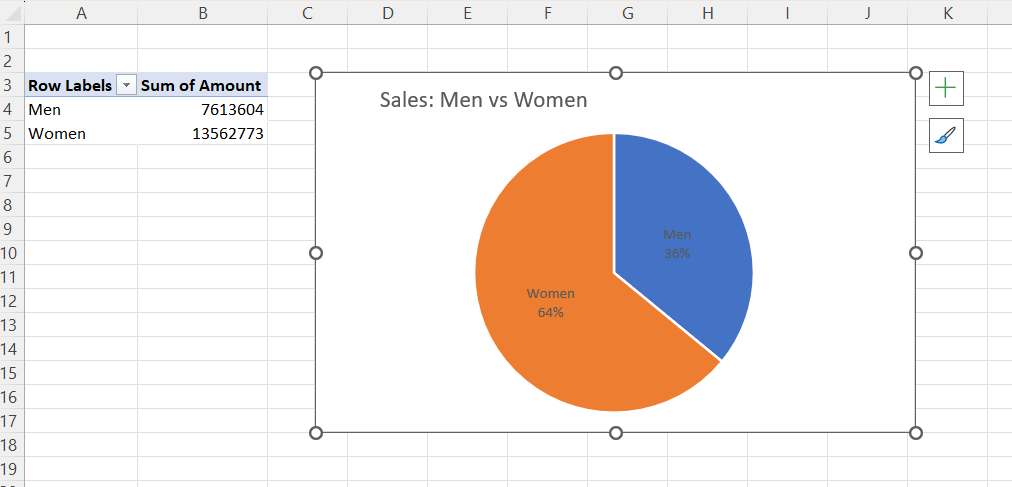 A B C D E F G H I J K
1
2
3 Row Labels Sum of Amount
4 Men 7613604
5 Women 13562773
6
7
8
9
10
11
12
13
14
15
16
17
18
19
Sales: Men vs Women
Men
36%
Women
64%